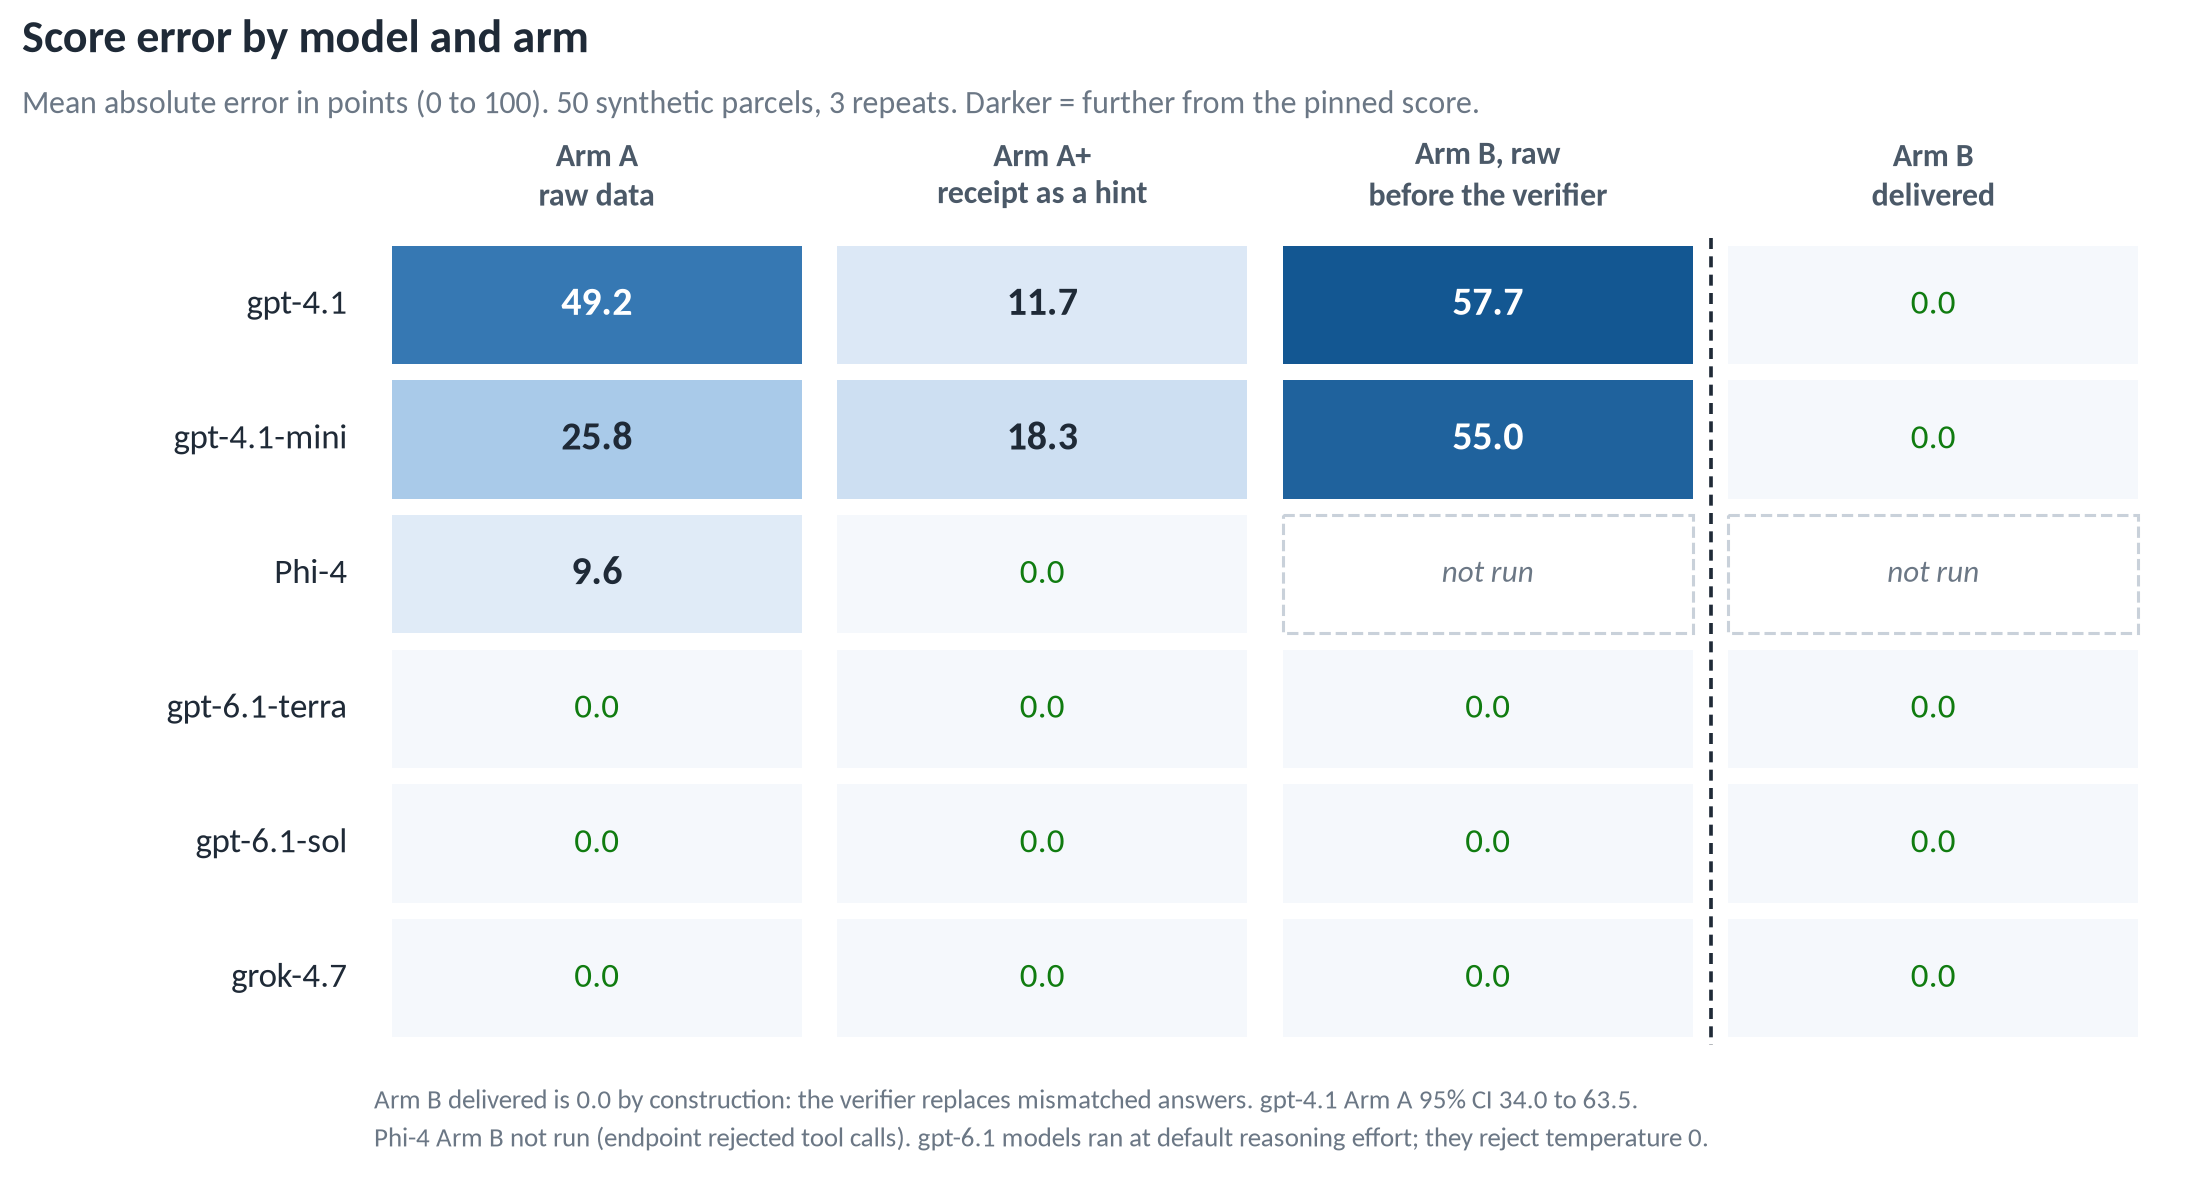 Score error by model and arm
Mean absolute error in points (0 to 100). 50 synthetic parcels, 3 repeats. Darker = further from the pinned score.
Arm A
raw data
Arm A+
receipt as a hint
Arm B, raw
before the verifier
Arm B
delivered
gpt-4.1 49.2 11.7 57.7 0.0
gpt-4.1-mini 25.8 18.3 55.0 0.0
Phi-4 9.6 0.0 not run not run
gpt-6.1-terra 0.0 0.0 0.0 0.0
gpt-6.1-sol 0.0 0.0 0.0 0.0
grok-4.7 0.0 0.0 0.0 0.0
Arm B delivered is 0.0 by construction: the verifier replaces mismatched answers. gpt-4.1 Arm A 95% CI 34.0 to 63.5.
Phi-4 Arm B not run (endpoint rejected tool calls). gpt-6.1 models ran at default reasoning effort; they reject temperature 0.